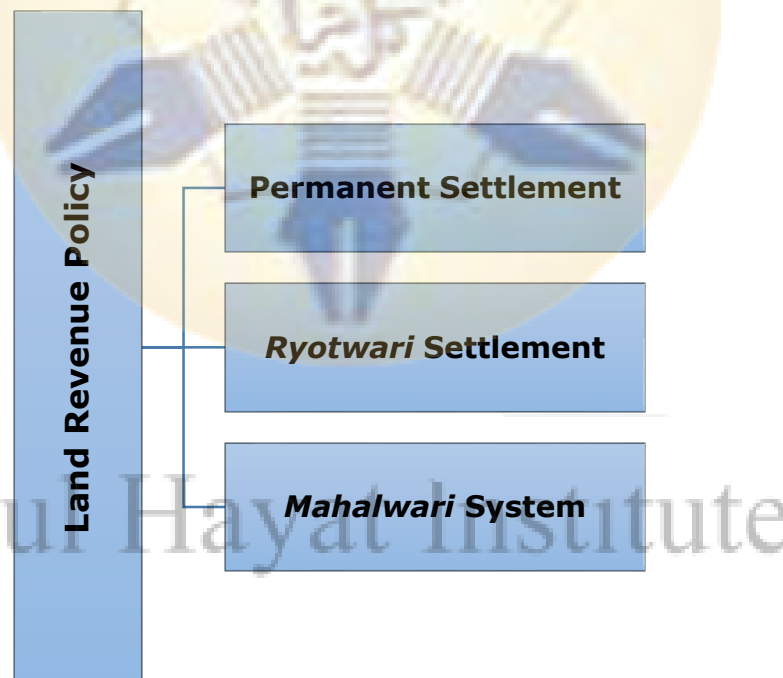 Land Revenue Policy
Permanent Settlement
Ryotwari Settlement
Mahalwari System
ul Hayat Institute